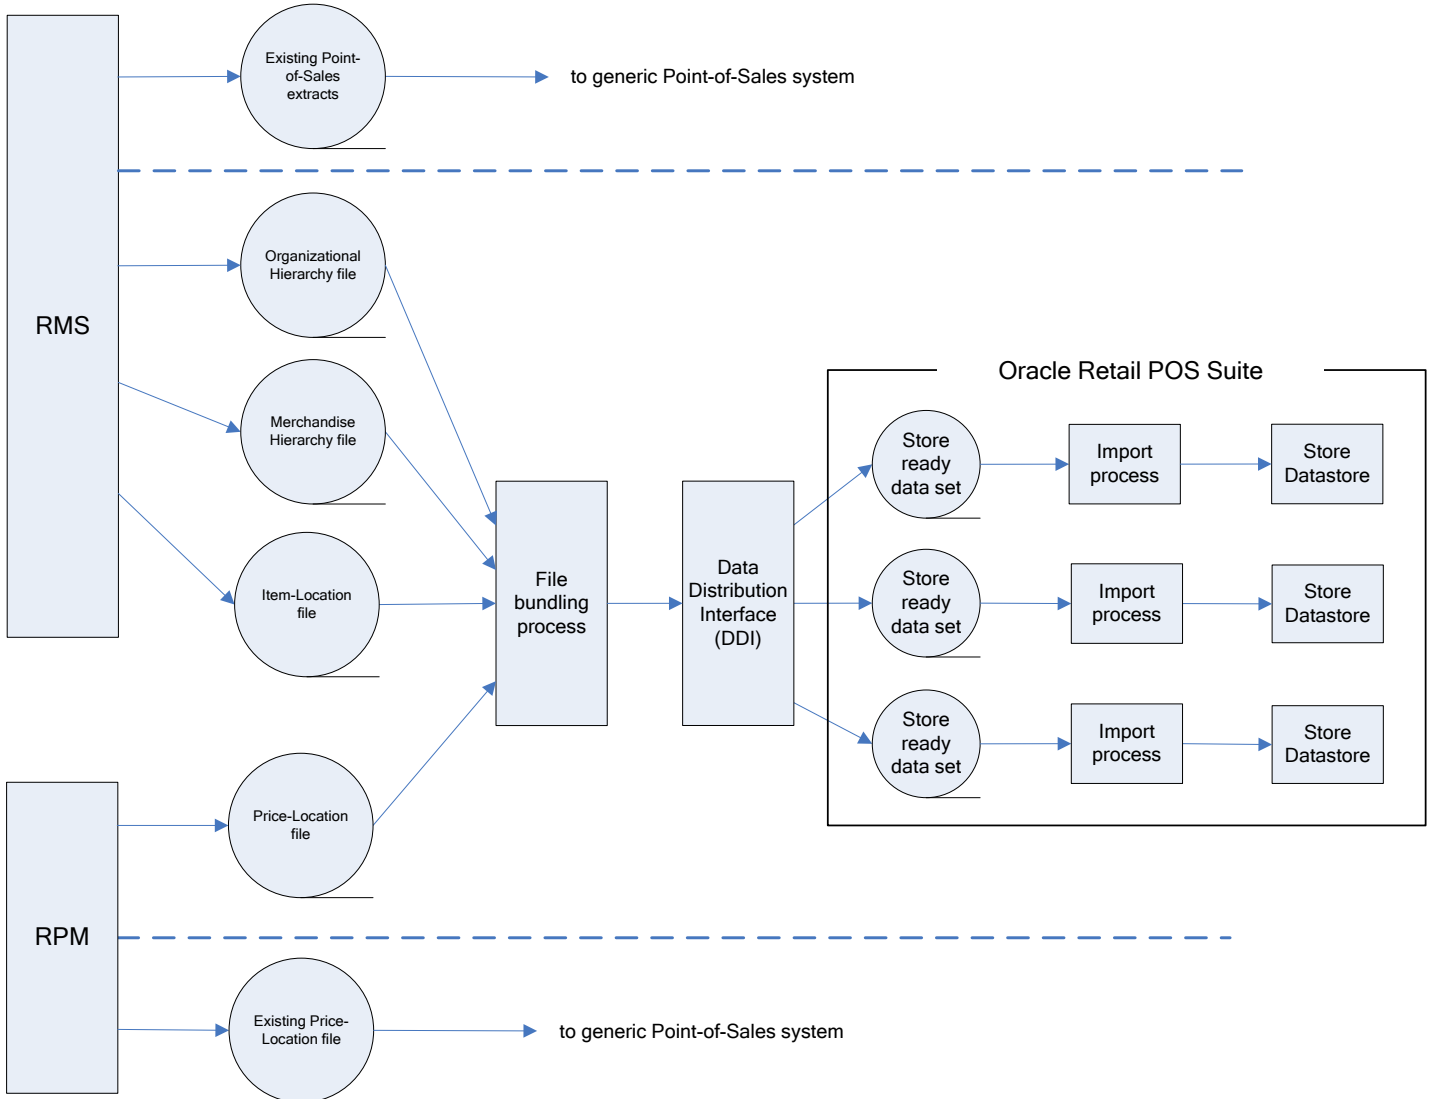 Existing Point-
of-Sales
extracts
to generic Point-of-Sales system
Organizational
Hierarchy file
RMS
Merchandise
Hierarchy file
Item-Location
file
File
bundling
process
Data
Distribution
Interface
(DDI)
Oracle Retail POS Suite
Store
ready
data set
Import
process
Store
Datastore
Store
ready
data set
Import
process
Store
Datastore
Store
ready
data set
Import
process
Store
Datastore
Price-Location
file
RPM
Existing Price-
Location file
to generic Point-of-Sales system